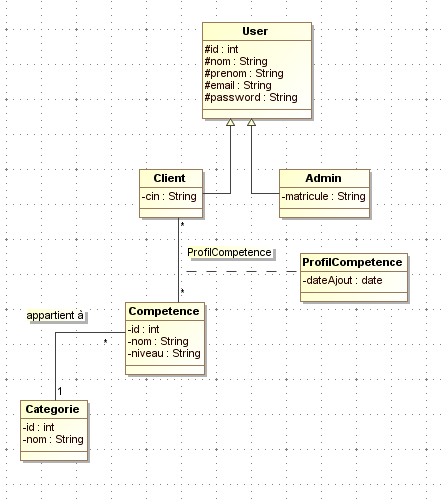 User
#id : int
#nom : String
#prenom : String
#email : String
#password : String
Client
-cin : String
Admin
-matricule : String
*
ProfilCompetence
ProfilCompetence
-dateAjout : date
*
Competence
-id : int
-nom : String
-niveau : String
appartient à
*
1
Categorie
-id : int
-nom : String